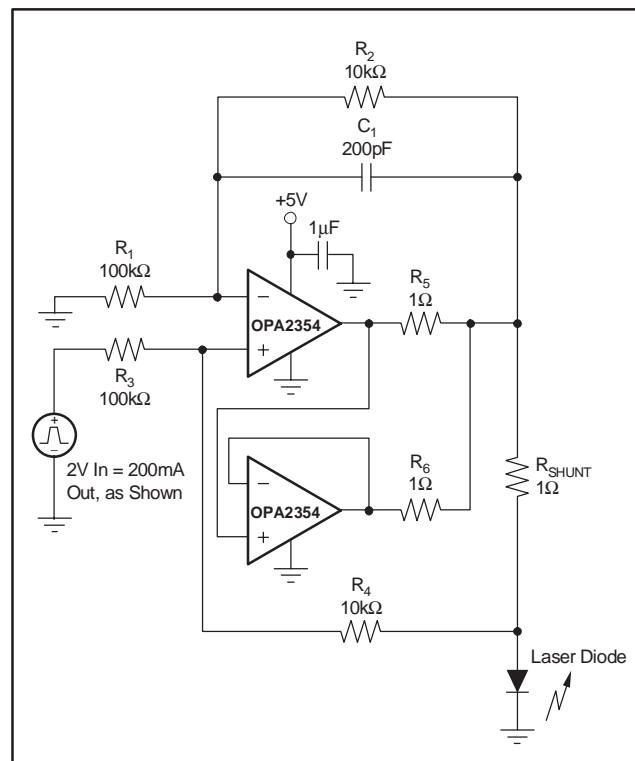 R2
10kΩ
C1
200pF
+5V
1µF
R1
100kΩ
−
OPA2354
+
R5
1Ω
R3
100kΩ
+
−
2V In = 200mA
Out, as Shown
−
OPA2354
+
R6
1Ω
RSHUNT
1Ω
R4
10kΩ
Laser Diode